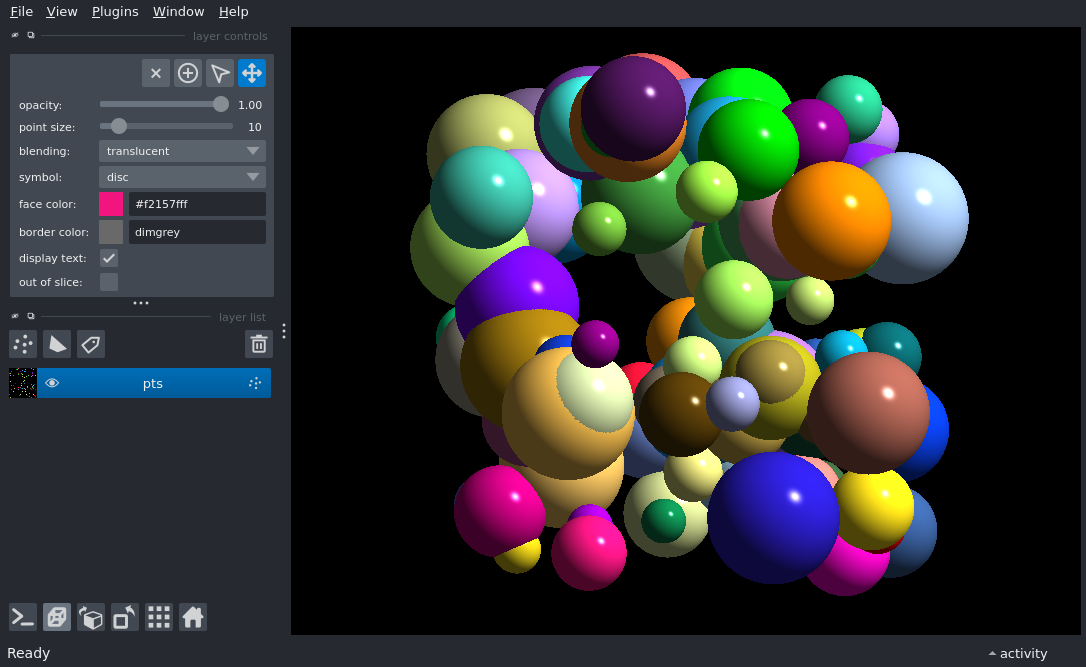 File View Plugins Window Help
layer controls
opacity: 1.00
point size: 10
blending: translucent
symbol: disc
face color: #f2157fff
border color: dimgrey
display text:
out of slice:
layer list
pts
Ready activity